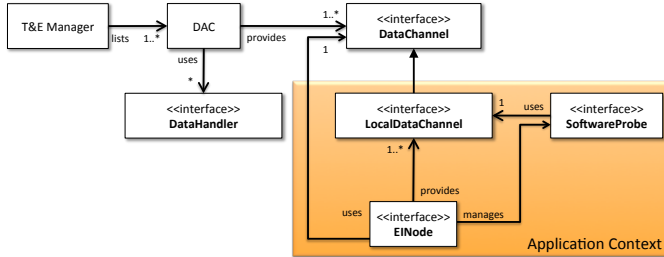 T&E Manager
lists
1..*
DAC
provides
1..*
<<interface>>
DataChannel
1
uses
*
<<interface>>
DataHandler
<<interface>>
LocalDataChannel
1
uses
<<interface>>
SoftwareProbe
1..*
provides
uses
<<interface>>
EINode
manages
Application Context